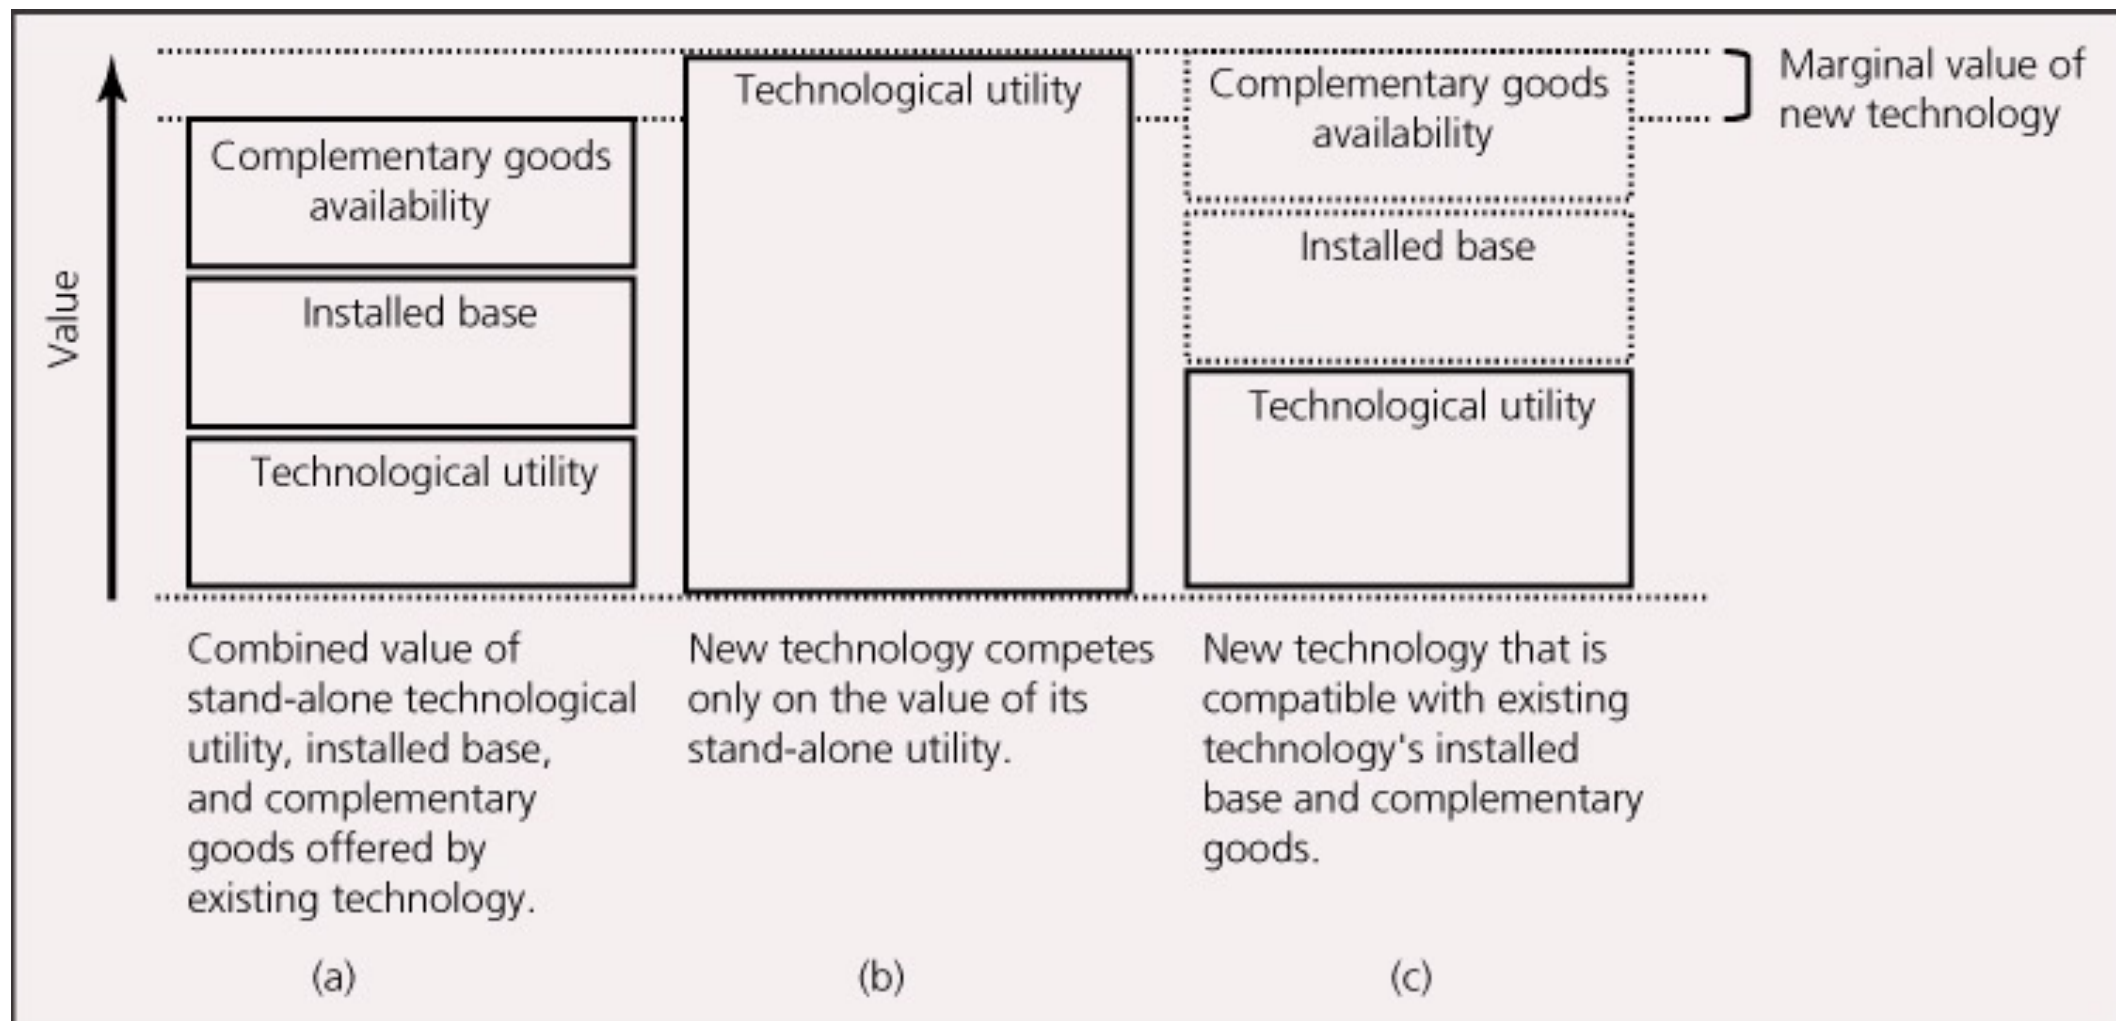 Value
Complementary goods
availability
Installed base
Technological utility
Technological utility
Complementary goods
availability
Installed base
Technological utility
Marginal value of
new technology
Combined value of
stand-alone technological
utility, installed base,
and complementary
goods offered by
existing technology.
(a)
New technology competes
only on the value of its
stand-alone utility.
(b)
New technology that is
compatible with existing
technology's installed
base and complementary
goods.
(c)